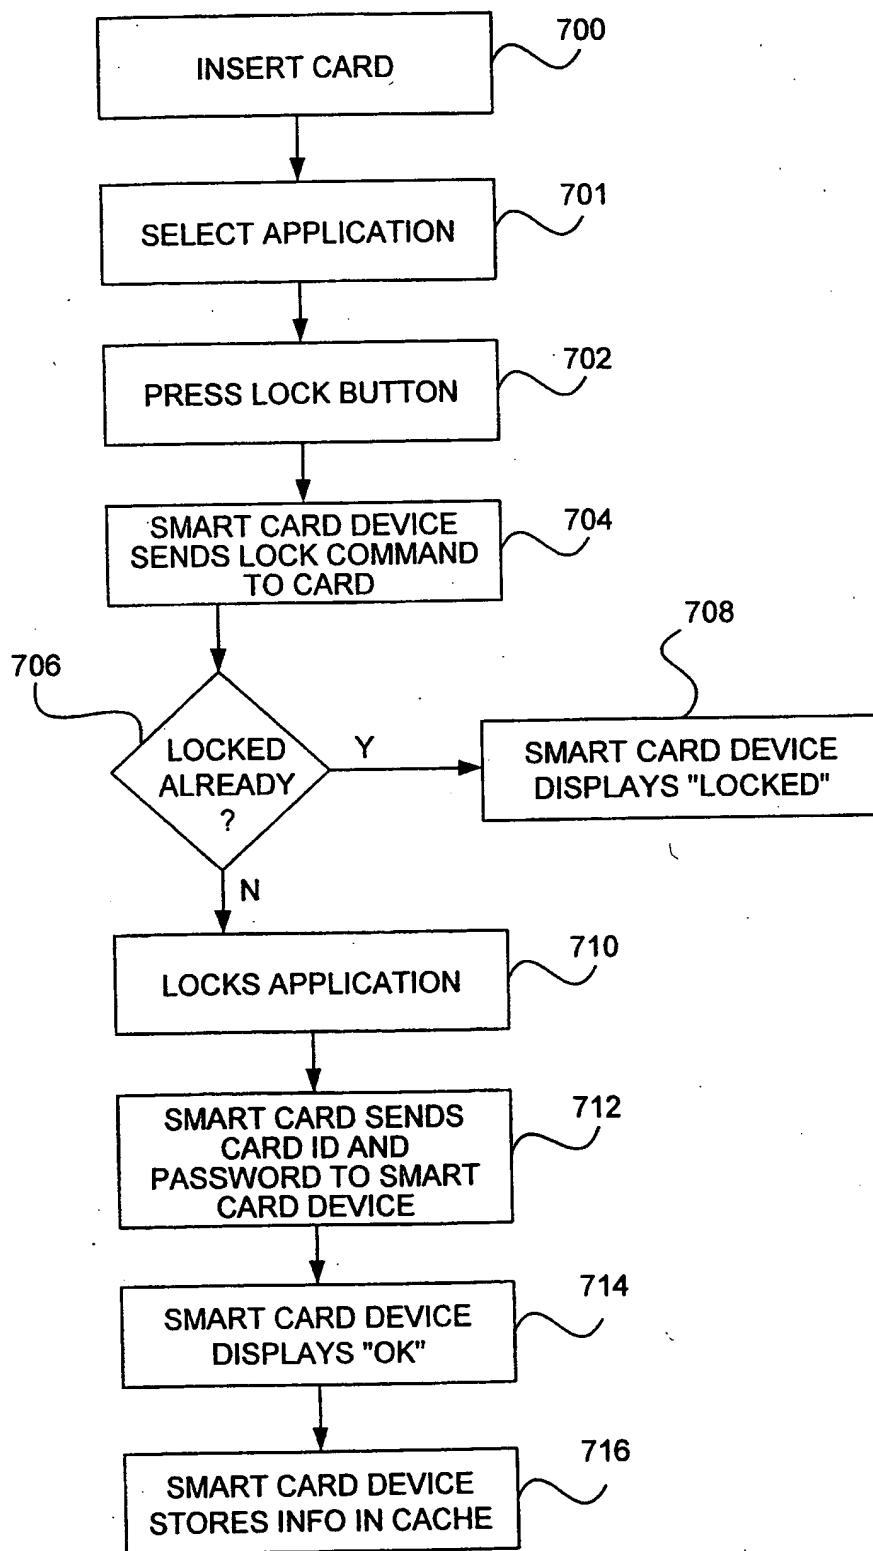 700
INSERT CARD
701
SELECT APPLICATION
702
PRESS LOCK BUTTON
704
SMART CARD DEVICE
SENDS LOCK COMMAND
TO CARD
706
LOCKED
ALREADY
?
Y
708
SMART CARD DEVICE
DISPLAYS "LOCKED"
N
710
LOCKS APPLICATION
712
SMART CARD SENDS
CARD ID AND
PASSWORD TO SMART
CARD DEVICE
714
SMART CARD DEVICE
DISPLAYS "OK"
716
SMART CARD DEVICE
STORES INFO IN CACHE